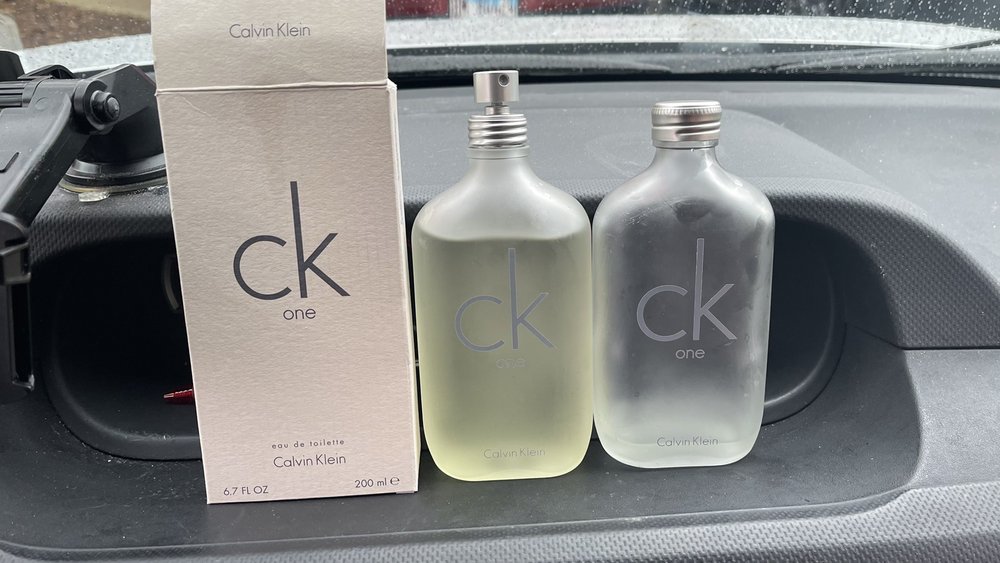 Calvin Klein
ck
one
eau de toilette
Calvin Klein
6.7 FL OZ
200 ml e
ck
one
Calvin Klein
ck
one
Calvin Klein